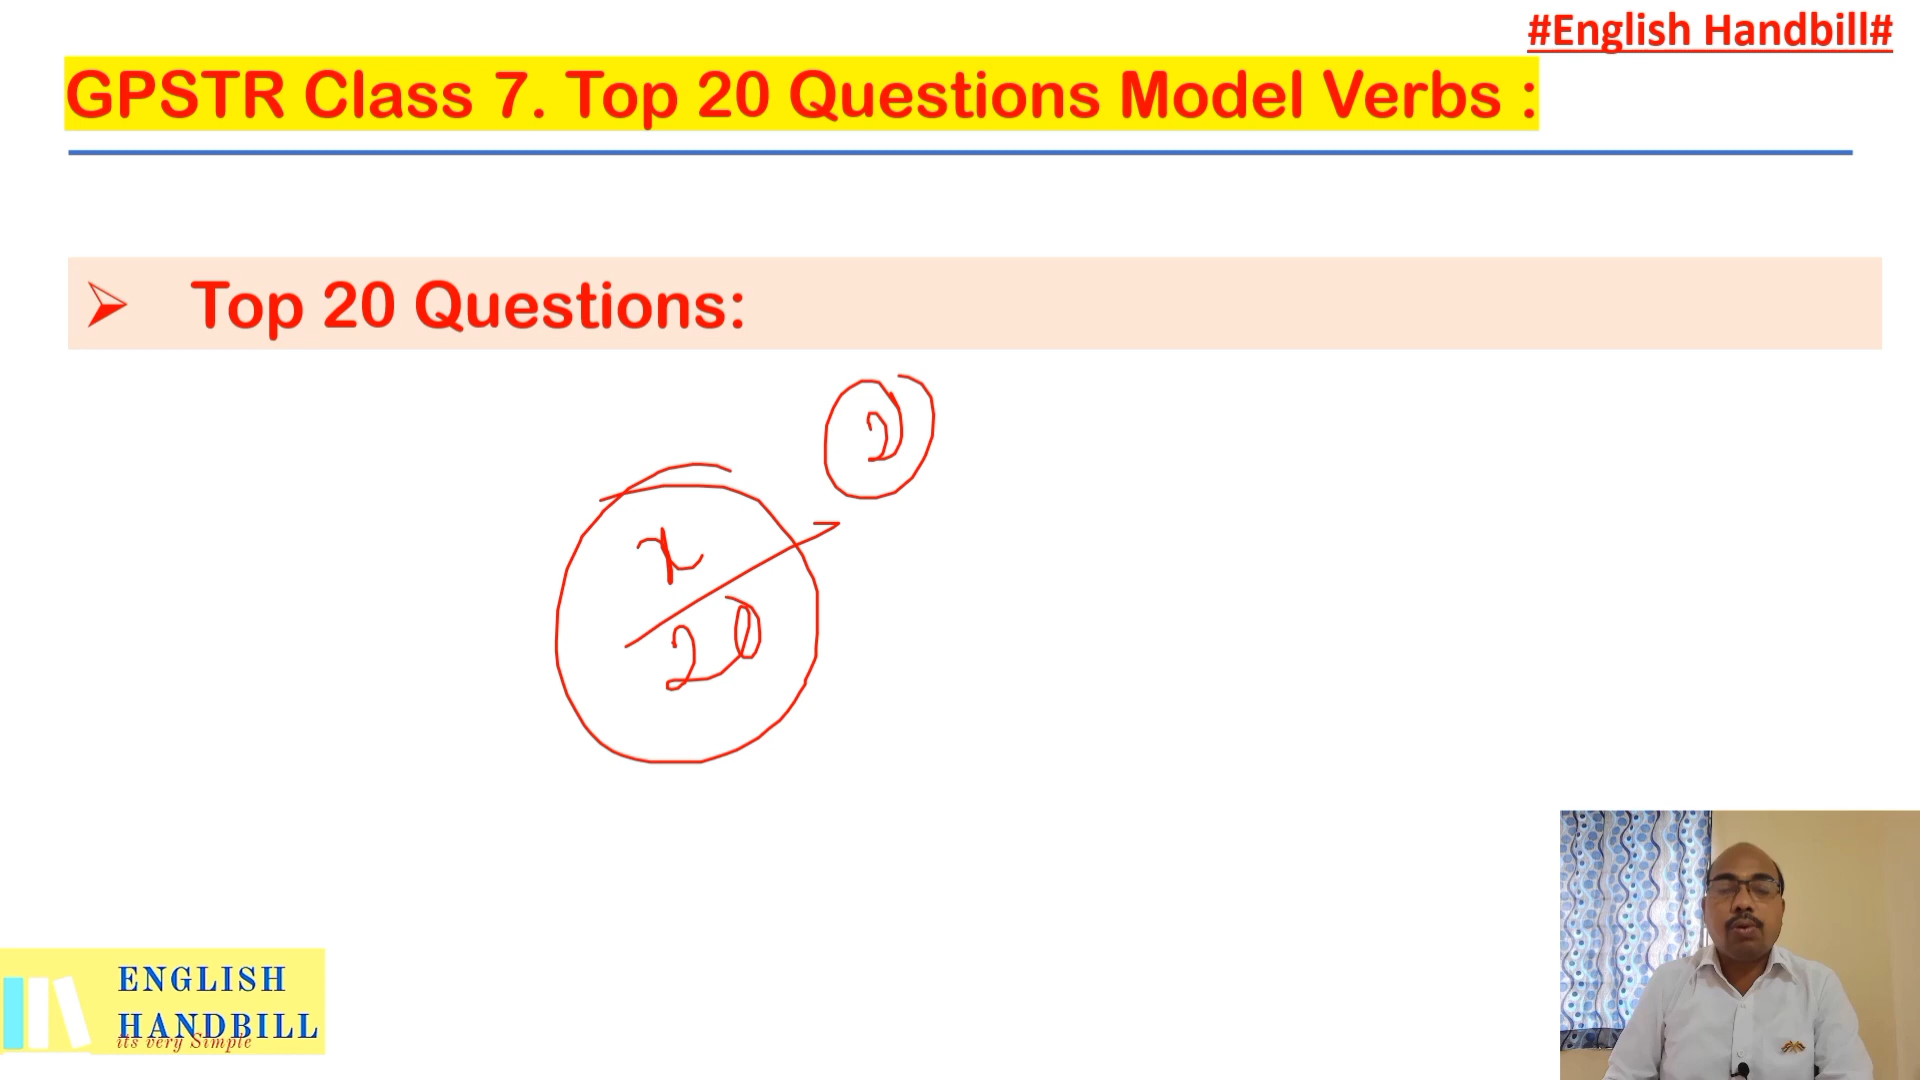 #English Handbill#
GPSTR Class 7. Top 20 Questions Model Verbs :
Top 20 Questions:
2
x
20
ENGLISH
HANDBILL
its very Simple